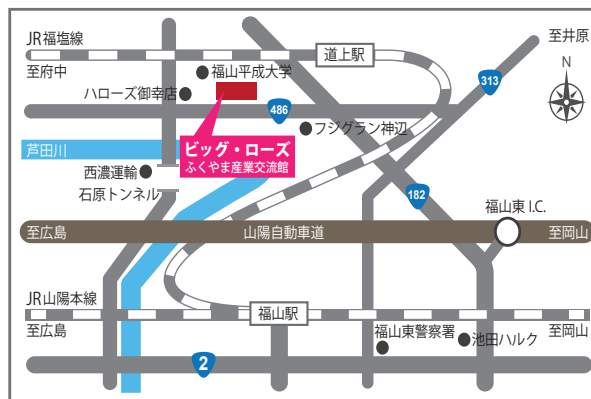 JR福塩線
至府中
道上駅
至井原
N
福山平成大学
ハローズ御幸店
313
486
フジグラン神辺
芦田川
ビッグ・ローズ
ふくやま産業交流館
西濃運輸
石原トンネル
182
福山東 I.C.
至広島
山陽自動車道
至岡山
JR山陽本線
福山駅
至広島
至岡山
福山東警察署
池田ハルク
2